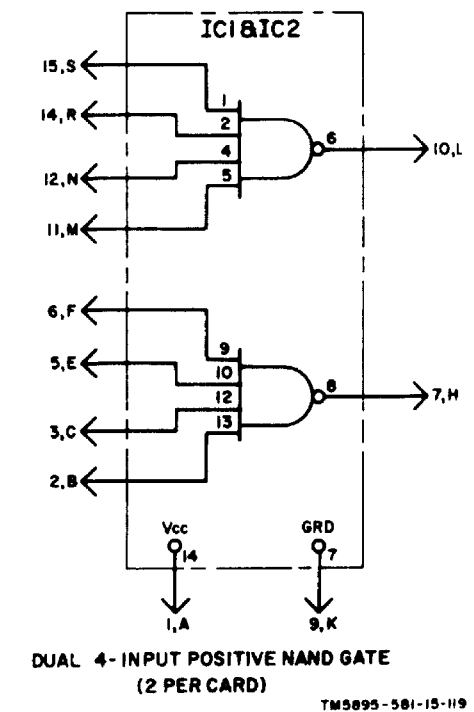 IC1&IC2
15,S
1
14,R
2
6
10,L
4
12,N
5
11,M
6,F
9
5,E
10
8
7,H
12
3,C
13
2,B
Vcc
GRD
14
7
1,A
9,K
DUAL 4-INPUT POSITIVE NAND GATE
(2 PER CARD)
TM5895-581-15-119